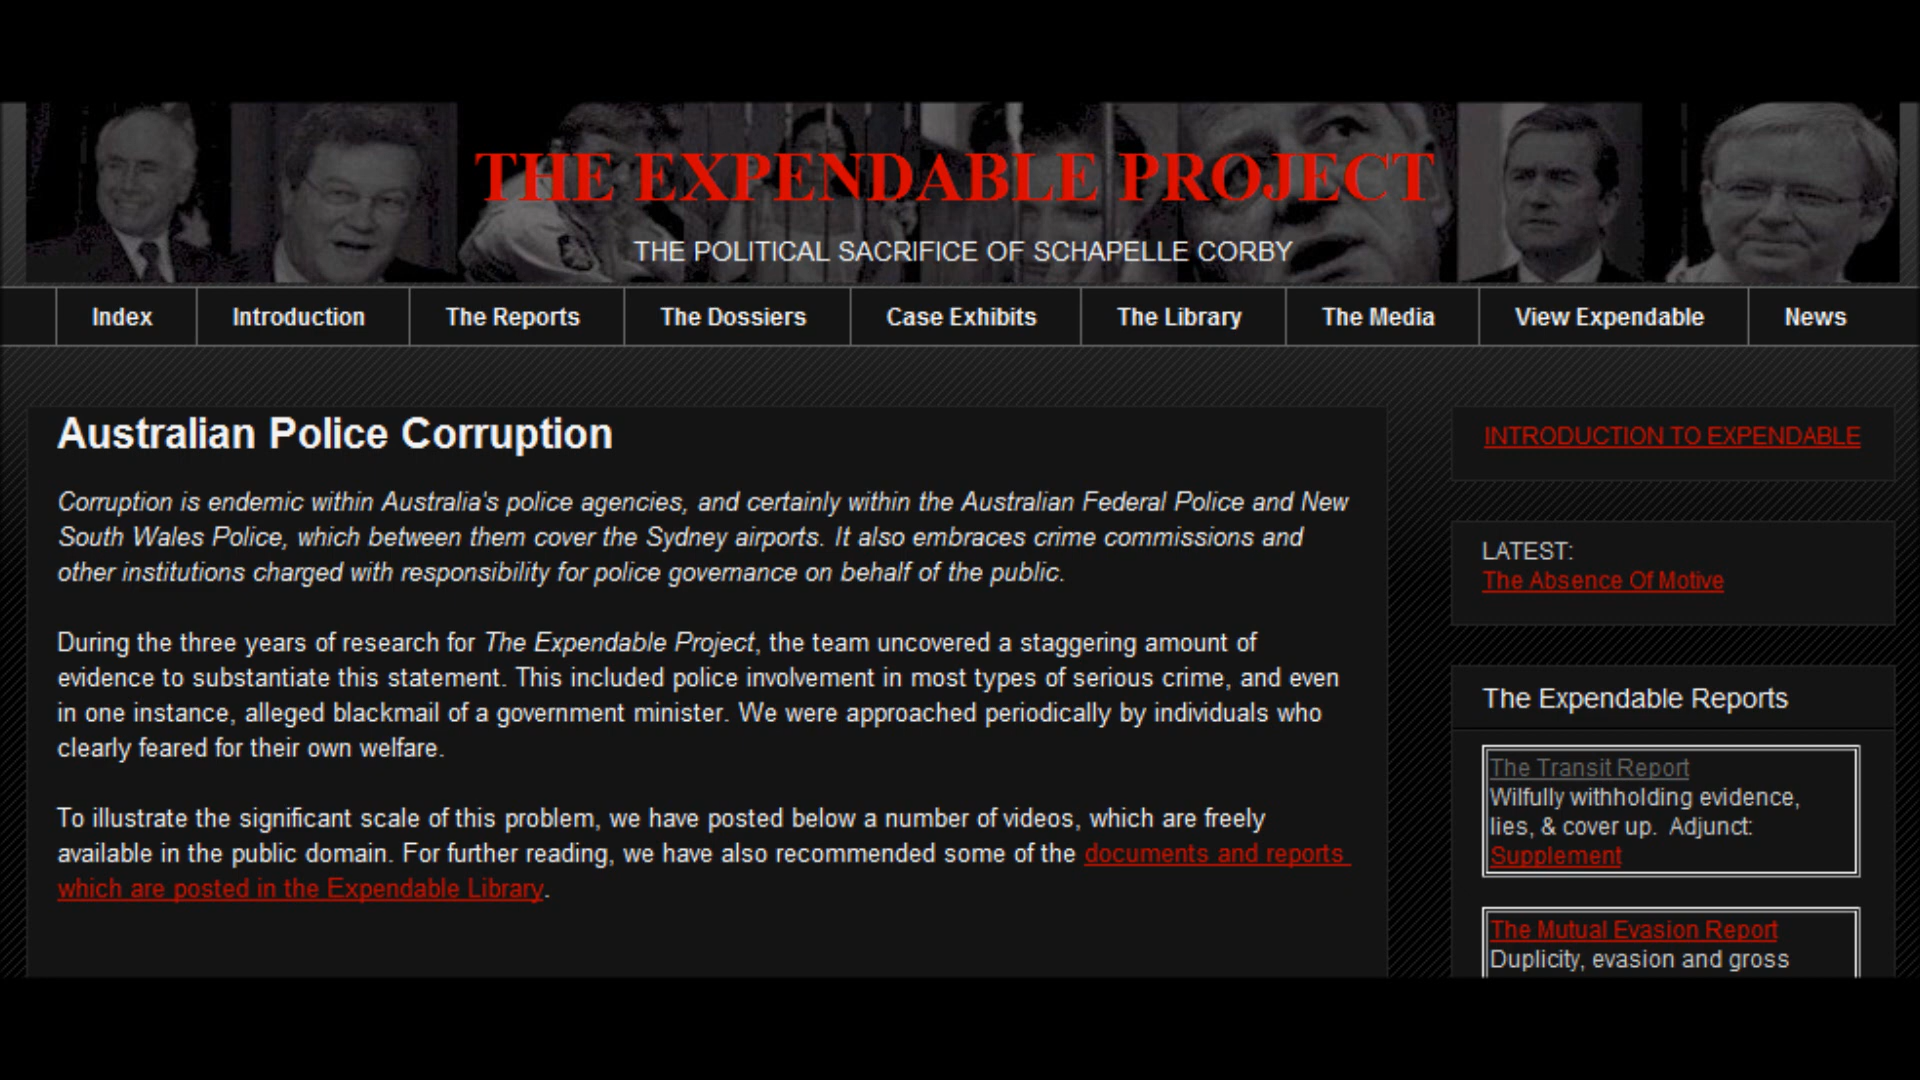 THE EXPENDABLE PROJECT
THE POLITICAL SACRIFICE OF SCHAPELLE CORBY
Index
Introduction
The Reports
The Dossiers
Case Exhibits
The Library
The Media
View Expendable
News
Australian Police Corruption
Corruption is endemic within Australia's police agencies, and certainly within the Australian Federal Police and New
South Wales Police, which between them cover the Sydney airports. It also embraces crime commissions and
other institutions charged with responsibility for police governance on behalf of the public.
During the three years of research for The Expendable Project, the team uncovered a staggering amount of
evidence to substantiate this statement. This included police involvement in most types of serious crime, and even
in one instance, alleged blackmail of a government minister. We were approached periodically by individuals who
clearly feared for their own welfare.
To illustrate the significant scale of this problem, we have posted below a number of videos, which are freely
available in the public domain. For further reading, we have also recommended some of the documents and reports
which are posted in the Expendable Library.
INTRODUCTION TO EXPENDABLE
LATEST:
The Absence Of Motive
The Expendable Reports
The Transit Report
Wilfully withholding evidence,
lies, & cover up. Adjunct:
Supplement
The Mutual Evasion Report
Duplicity, evasion and gross